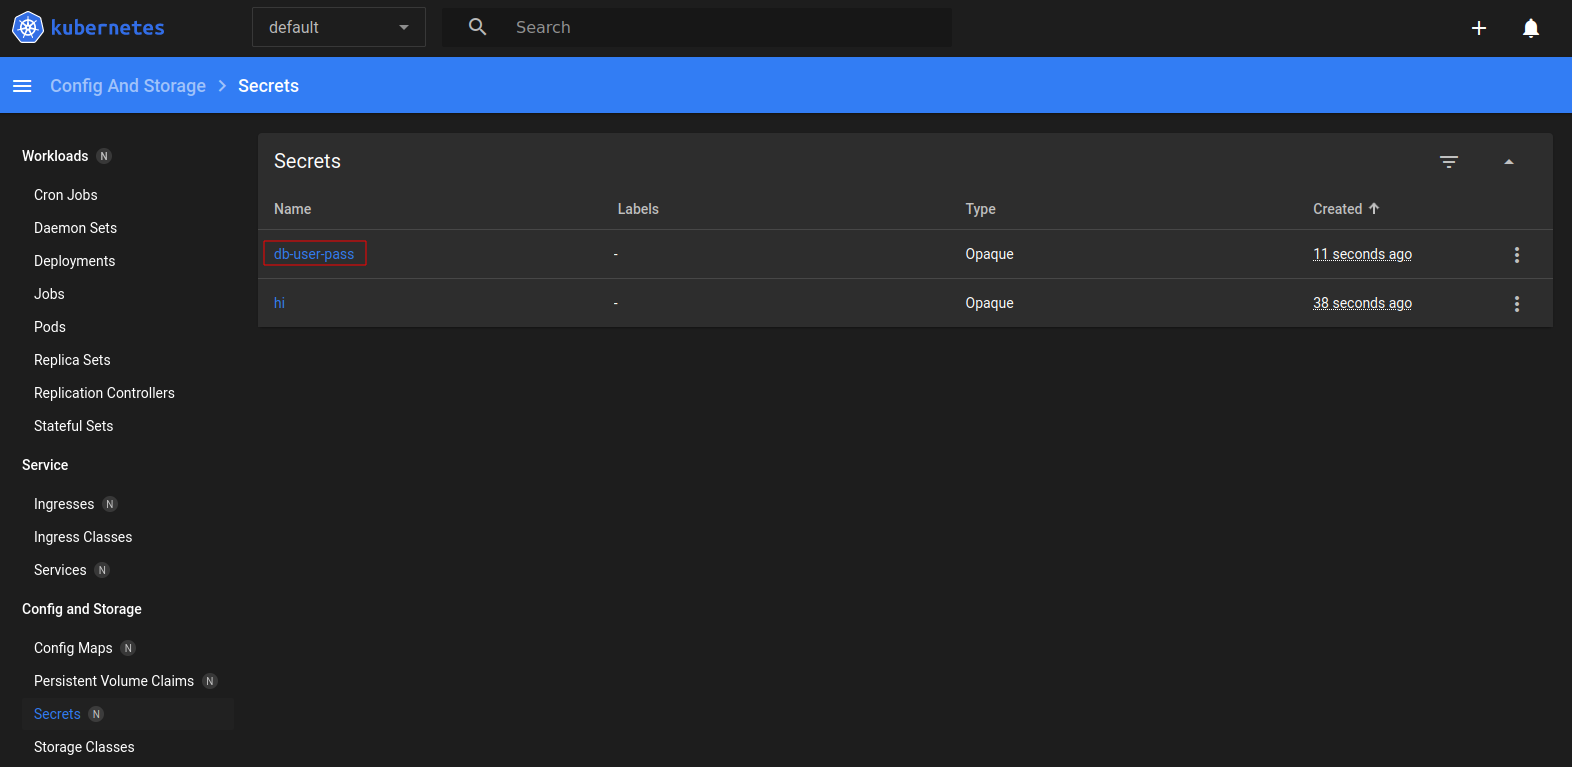 kubernetes
default
Search
Config And Storage > Secrets
Workloads N
Cron Jobs
Daemon Sets
Deployments
Jobs
Pods
Replica Sets
Replication Controllers
Stateful Sets
Service
Ingresses N
Ingress Classes
Services N
Config and Storage
Config Maps N
Persistent Volume Claims N
Secrets N
Storage Classes
Secrets
Name Labels Type Created
db-user-pass - Opaque 11 seconds ago
hi - Opaque 38 seconds ago